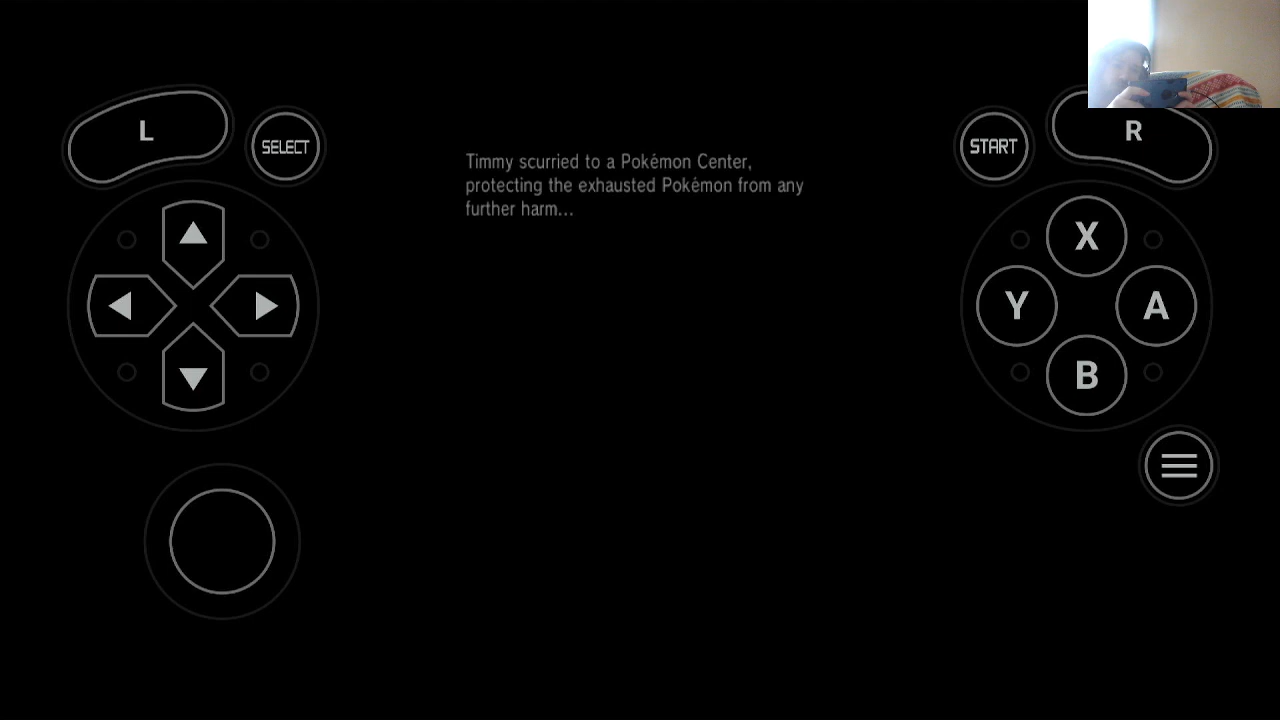 L
SELECT
START
R
Timmy scurried to a Pokémon Center,
protecting the exhausted Pokémon from any
further harm...
X
Y
A
B